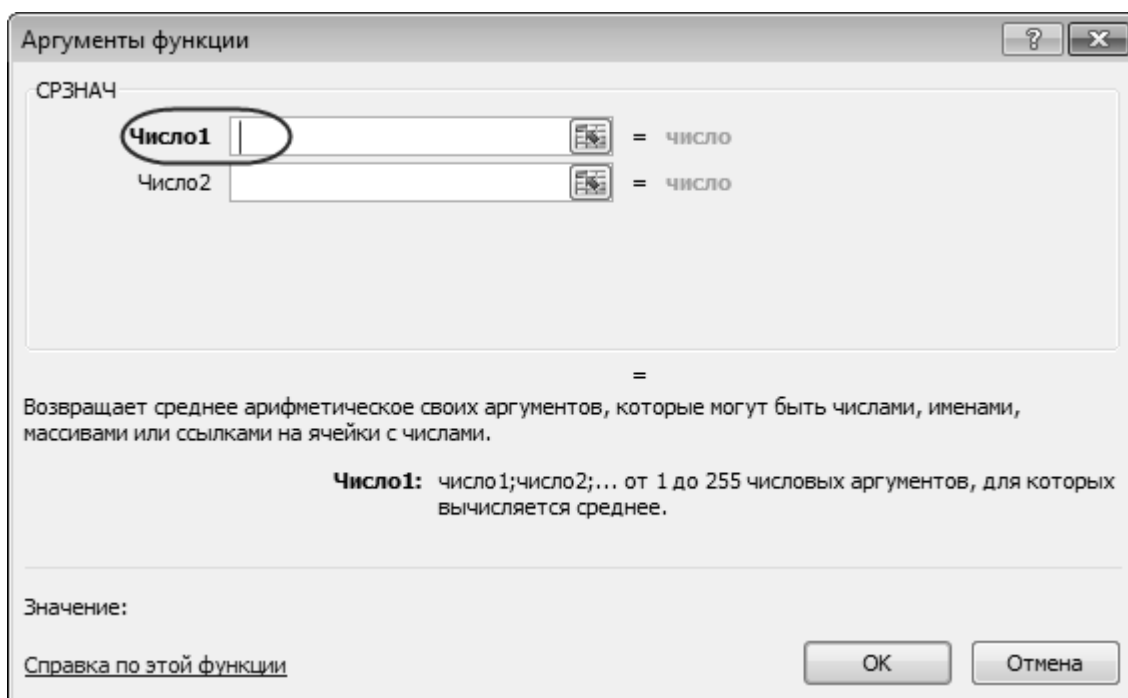 Аргументы функции
СРЗНАЧ
Число1 = число
Число2 = число
=
Возвращает среднее арифметическое своих аргументов, которые могут быть числами, именами,
массивами или ссылками на ячейки с числами.
Число1: число1;число2;... от 1 до 255 числовых аргументов, для которых
вычисляется среднее.
Значение:
Справка по этой функции OK Отмена